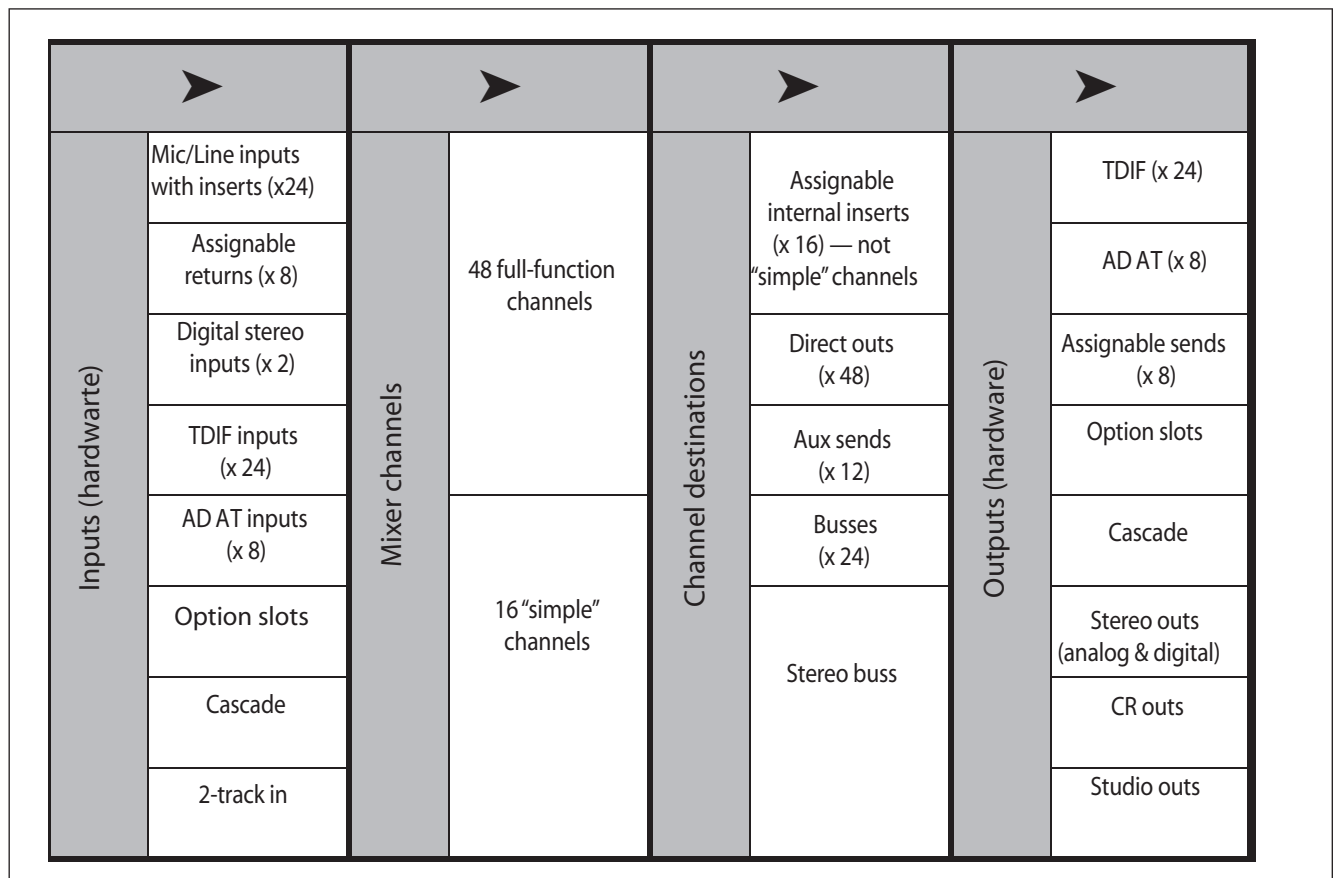 Inputs (hardwarte)
Mic/Line inputs
with inserts (x24)
Assignable
returns (x 8)
Digital stereo
inputs (x 2)
TDIF inputs
(x 24)
AD AT inputs
(x 8)
Option slots
Cascade
2-track in
Mixer channels
48 full-function
channels
16 “simple”
channels
Channel destinations
Assignable
internal inserts
(x 16) — not
“simple” channels
Direct outs
(x 48)
Aux sends
(x 12)
Busses
(x 24)
Stereo buss
Outputs (hardware)
TDIF (x 24)
AD AT (x 8)
Assignable sends
(x 8)
Option slots
Cascade
Stereo outs
(analog & digital)
CR outs
Studio outs